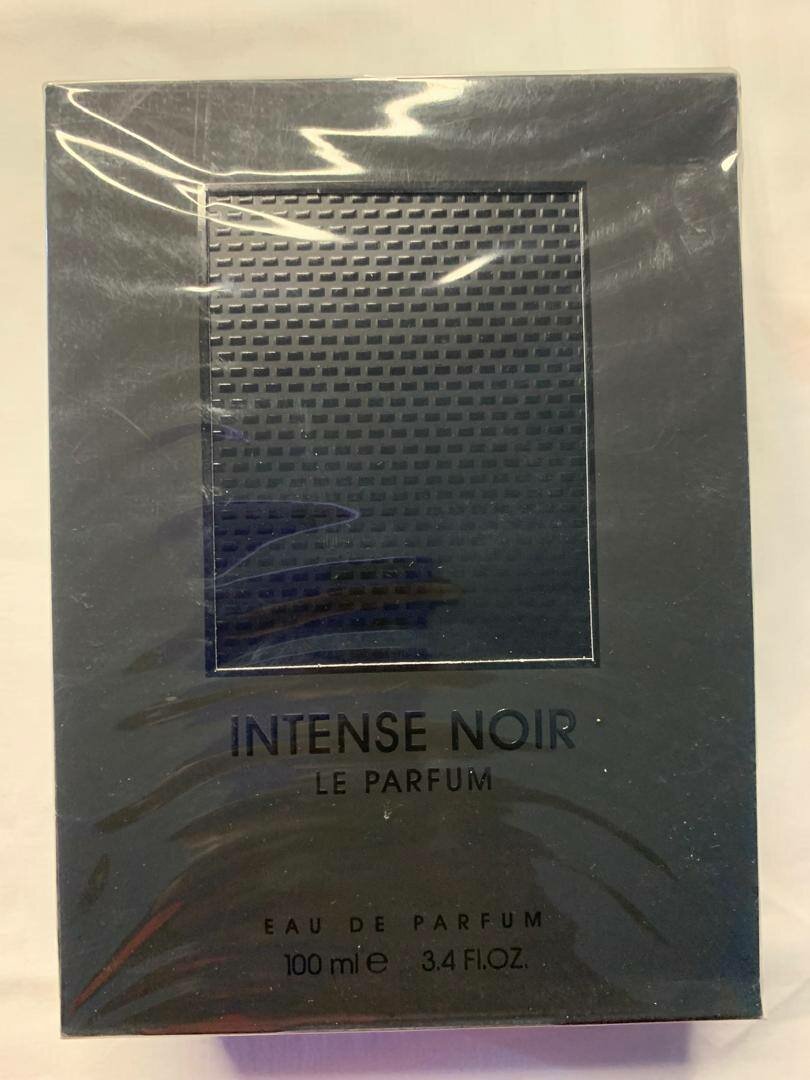 INTENSE NOIR
LE PARFUM
EAU DE PARFUM
100 ml ℮ 3.4 Fl.OZ.